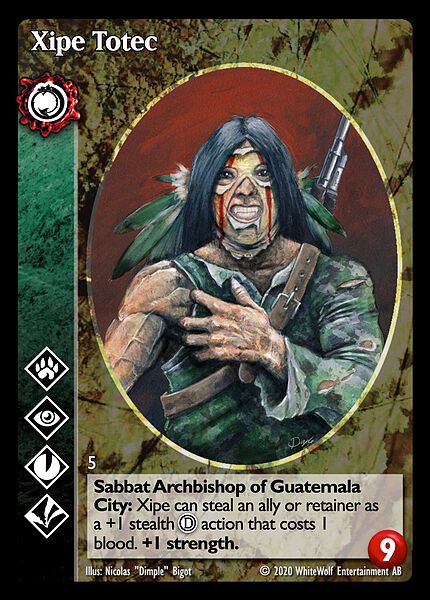 Xipe Totec
5
Sabbat Archbishop of Guatemala
City: Xipe can steal an ally or retainer as
a +1 stealth Ⓓ action that costs 1
blood. +1 strength.
9
Illus: Nicolas "Dimple" Bigot
© 2020 WhiteWolf Entertainment AB